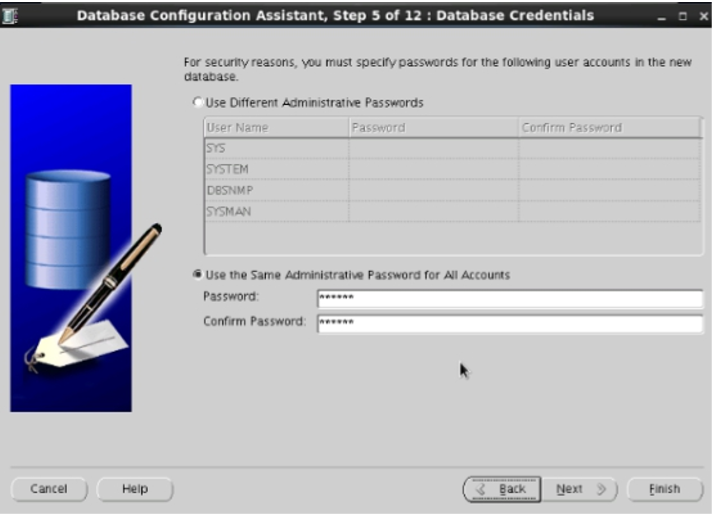 Database Configuration Assistant, Step 5 of 12 : Database Credentials
For security reasons, you must specify passwords for the following user accounts in the new
database.
Use Different Administrative Passwords
User Name Password Confirm Password
SYS
SYSTEM
DBSNMP
SYSMAN
Use the Same Administrative Password for All Accounts
Password: ******
Confirm Password: ******
Cancel Help Back Next Finish